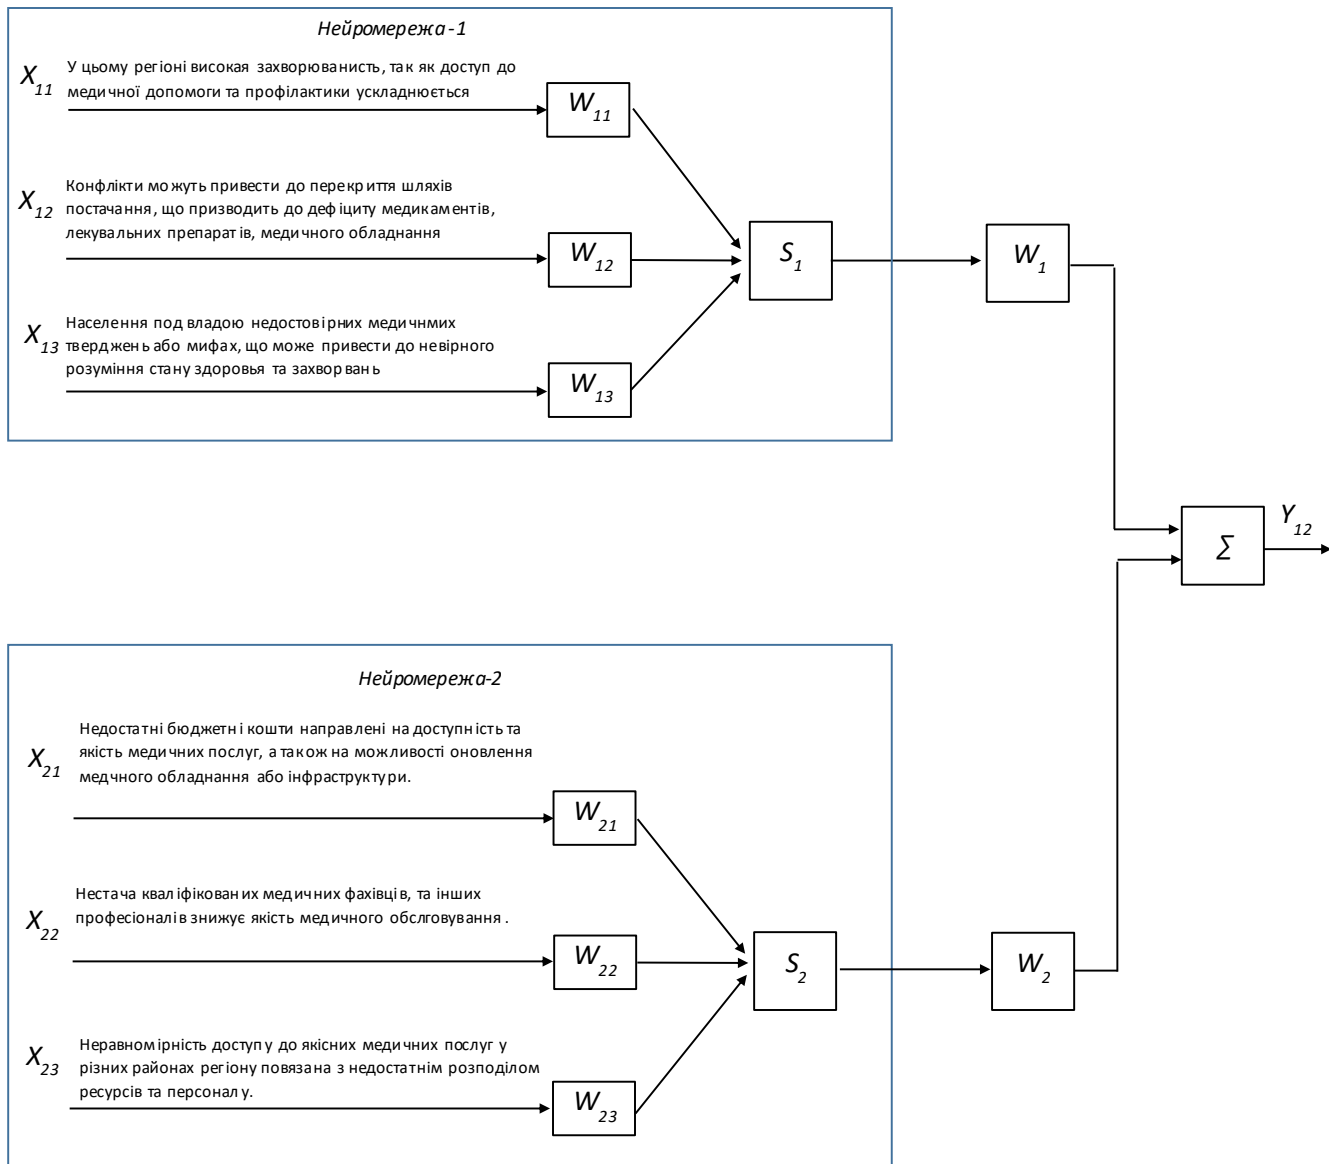 Нейромережа-1
X11
У цьому регіоні високая захворюванисть, так як доступ до
медичної допомоги та профілактики ускладнюється
W11
X12
Конфлікти можуть привести до перекриття шляхів
постачання, що призводить до дефіциту медикаментів,
лекувальних препаратів, медичного обладнання
W12
S1
W1
X13
Населення под владою недостовірних медичнмих
тверджень або мифах, що може привести до невірного
розуміння стану здоровья та захворвань
W13
Σ
Y12
Нейромережа-2
X21
Недостатні бюджетні кошти направлені на доступність та
якість медичних послуг, а також на можливості оновлення
медчного обладнання або інфраструктури.
W21
X22
Нестача кваліфікованих медичних фахівців, та інших
професіоналів знижує якість медичного обслговування .
W22
S2
W2
X23
Неравномірність доступу до якісних медичних послуг у
різних районах регіону повязана з недостатнім розподілом
ресурсів та персоналу.
W23